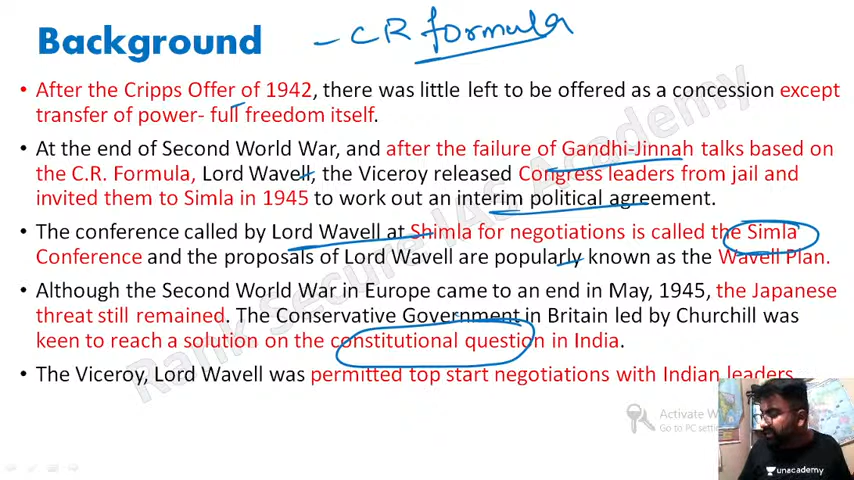 Background
- CR formula
• After the Cripps Offer of 1942, there was little left to be offered as a concession except
transfer of power- full freedom itself.
• At the end of Second World War, and after the failure of Gandhi-Jinnah talks based on
the C.R. Formula, Lord Wavell, the Viceroy released Congress leaders from jail and
invited them to Simla in 1945 to work out an interim political agreement.
• The conference called by Lord Wavell at Shimla for negotiations is called the Simla
Conference and the proposals of Lord Wavell are popularly known as the Wavell Plan.
• Although the Second World War in Europe came to an end in May, 1945, the Japanese
threat still remained. The Conservative Government in Britain led by Churchill was
keen to reach a solution on the constitutional question in India.
• The Viceroy, Lord Wavell was permitted top start negotiations with Indian leaders
Rank Secure IAS Academy
Activate
Go to PC
unacademy